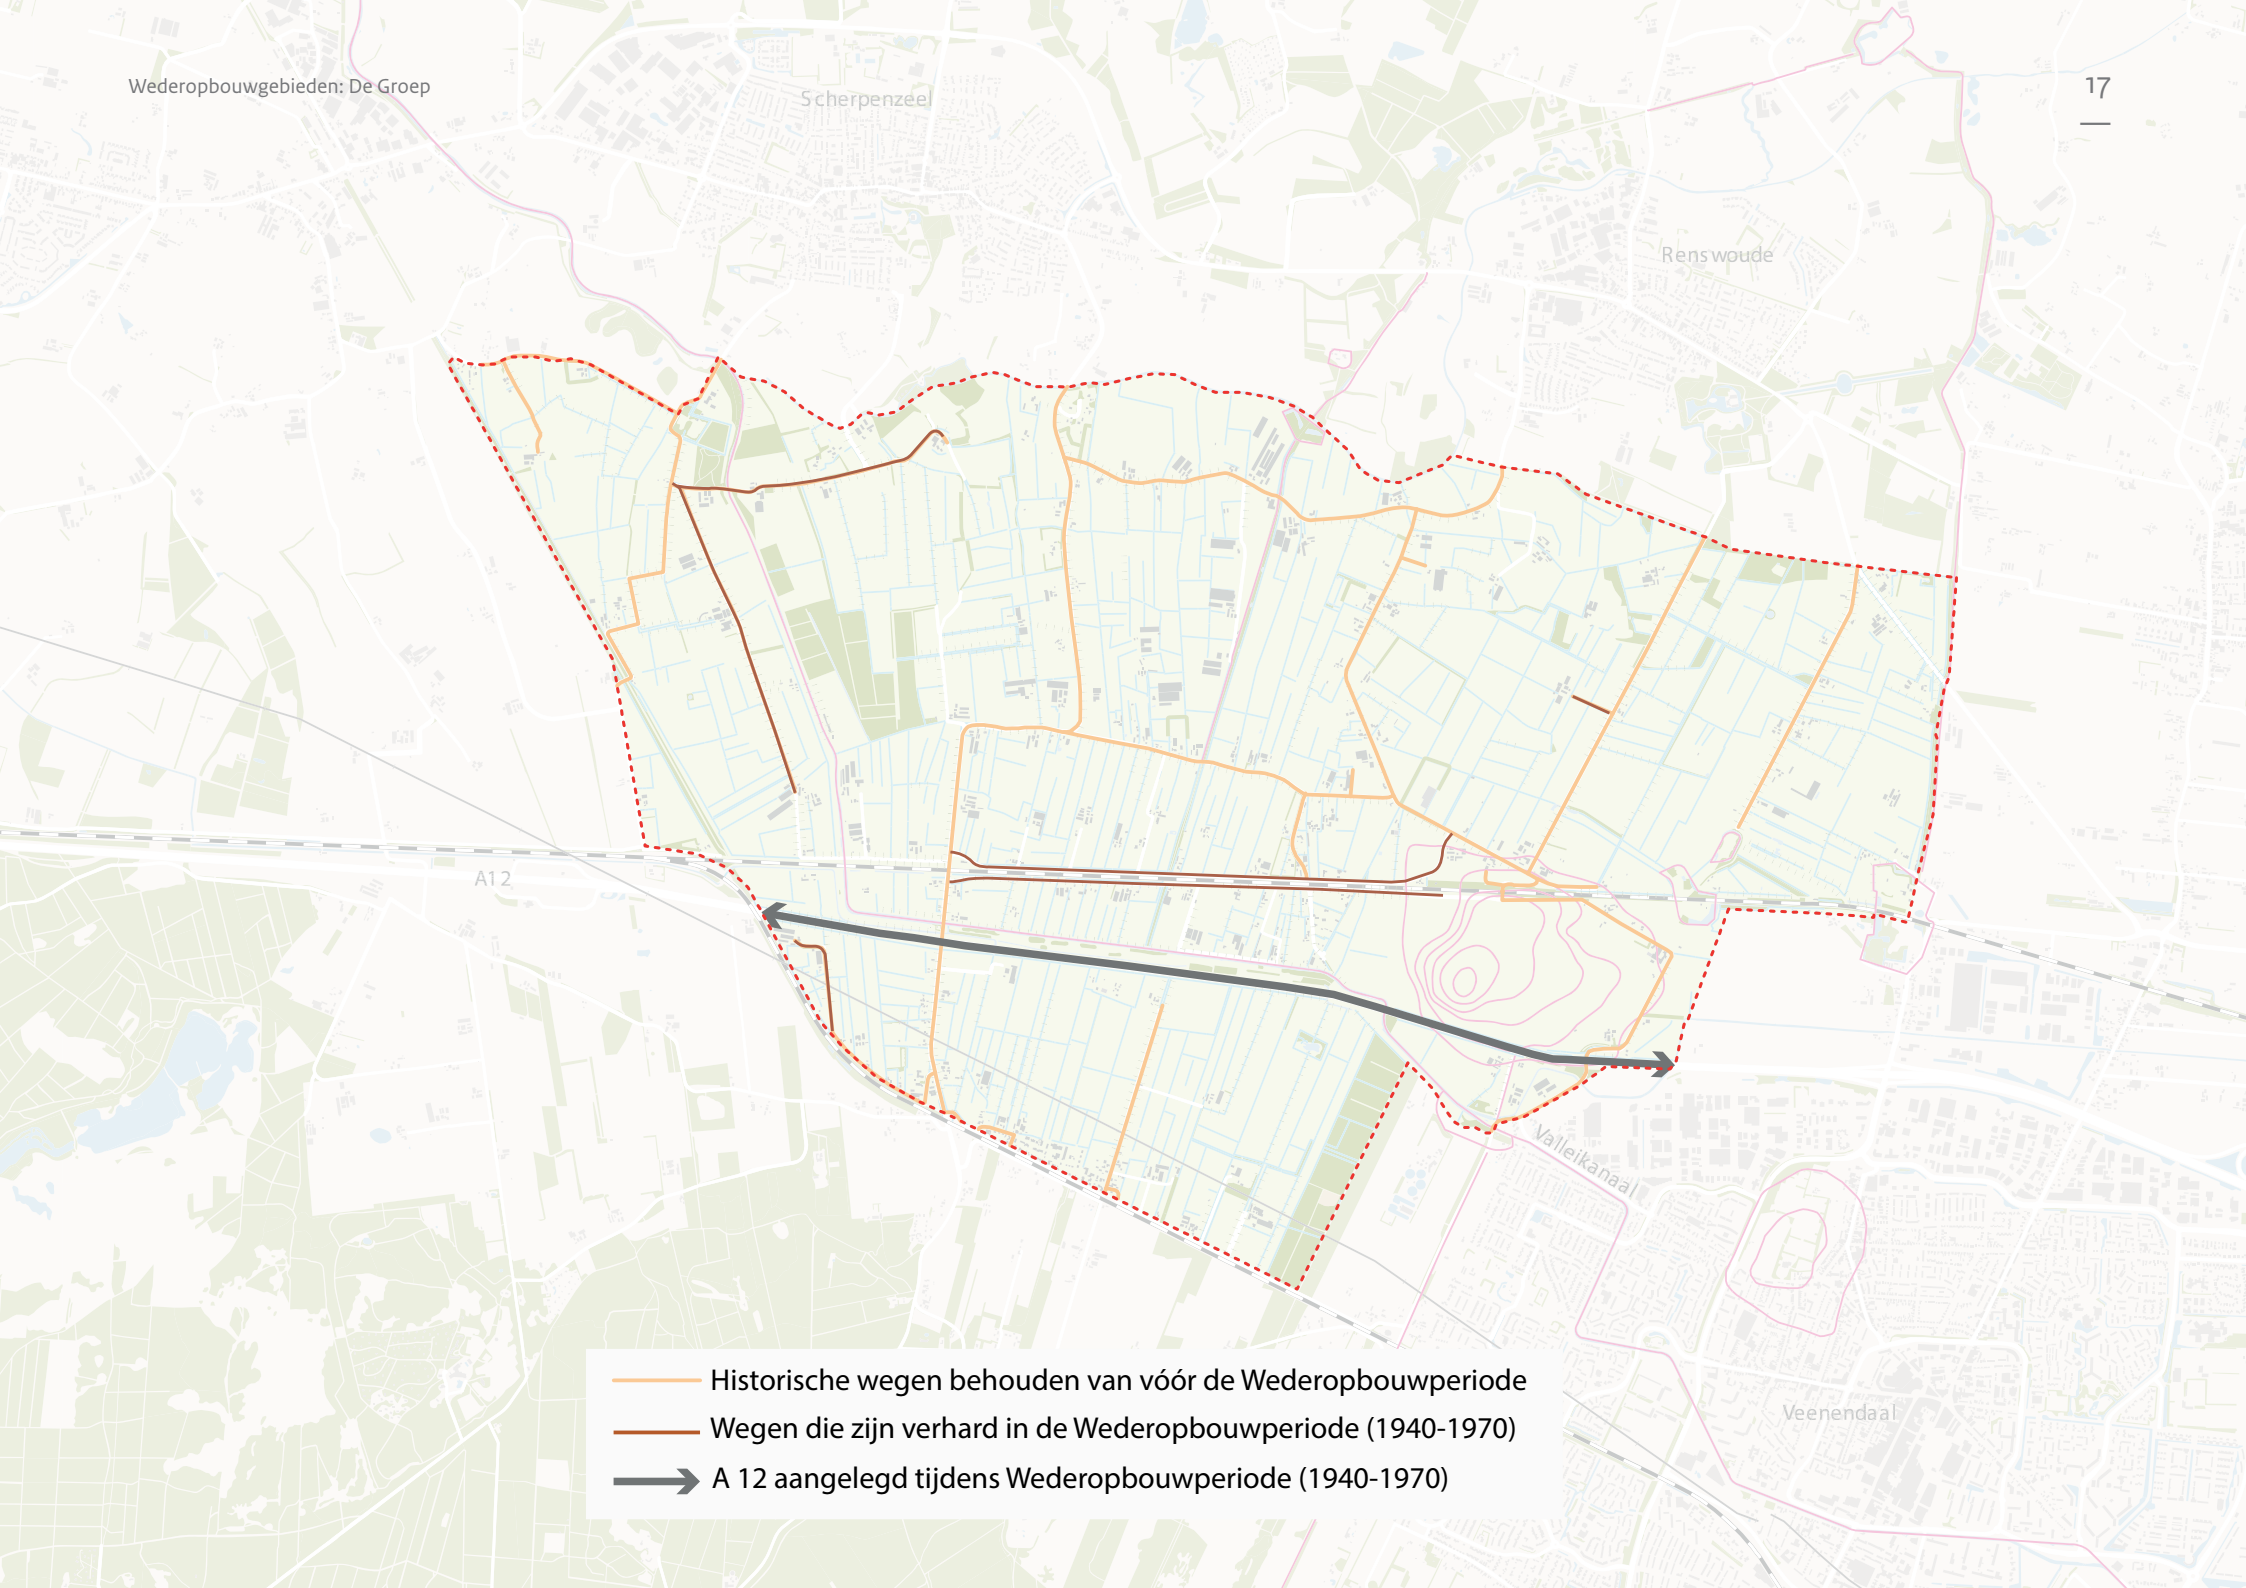 Wederopbouwgebieden: De Groep
17
Scherpenzeel
Renswoude
A12
Valleikanaal
Veenendaal
Historische wegen behouden van vóór de Wederopbouwperiode
Wegen die zijn verhard in de Wederopbouwperiode (1940-1970)
A 12 aangelegd tijdens Wederopbouwperiode (1940-1970)